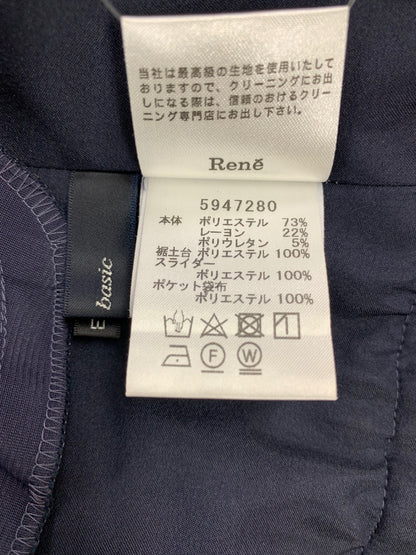 当社は最高級の生地を使用いたして
おりますので、クリーニングにお出
しになる際は、信頼のおけるクリー
ニング専門店にお出し下さい。
René
5947280
本体 ポリエステル 73%
レーヨン 22%
ポリウレタン 5%
裾土台 ポリエステル 100%
スライダー
ポリエステル 100%
ポケット袋布
ポリエステル 100%
F W
basic